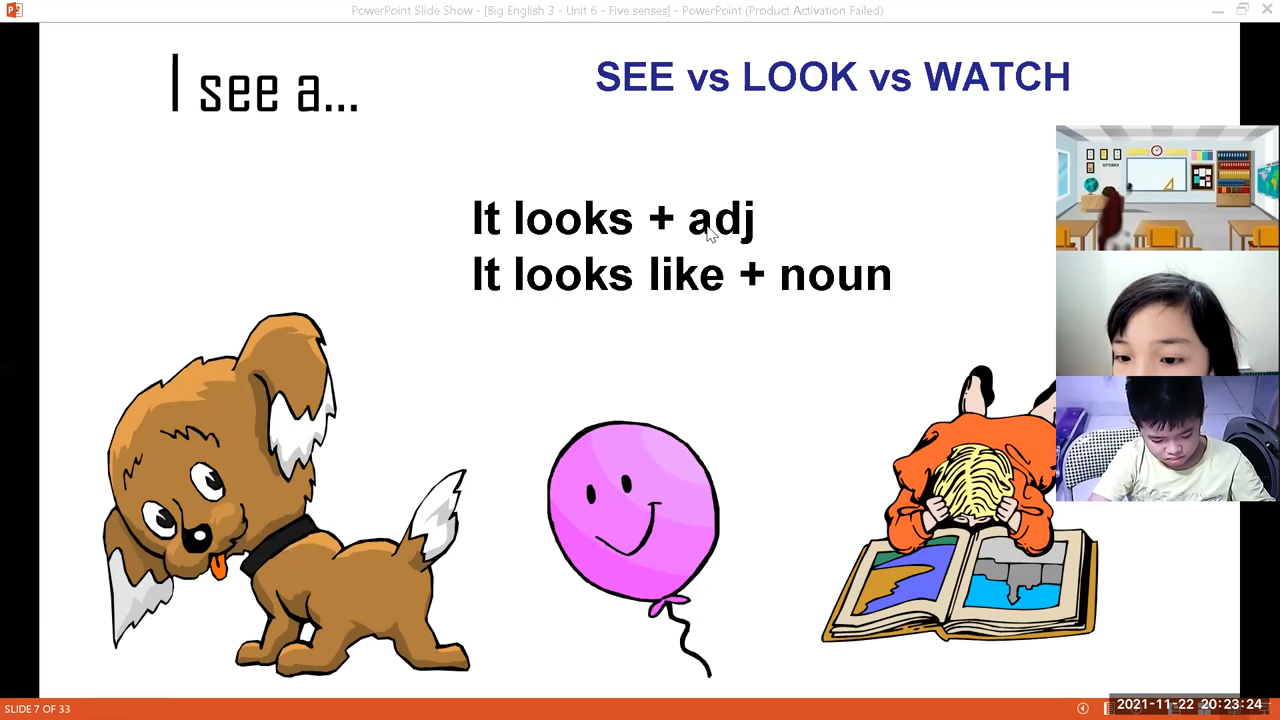 PowerPoint Slide Show - [Big English 3 - Unit 6 - Five senses] - PowerPoint (Product Activation Failed)
I see a...
SEE vs LOOK vs WATCH
It looks + adj
It looks like + noun
SLIDE 7 OF 33
2021-11-22 20:23:24